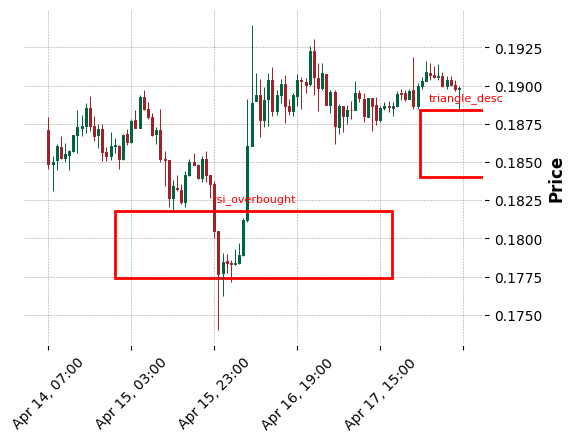 0.1925
0.1900
triangle_desc
0.1875
0.1850
0.1825
si_overbought
0.1800
0.1775
0.1750
Price
Apr 14, 07:00
Apr 15, 03:00
Apr 15, 23:00
Apr 16, 19:00
Apr 17, 15:00